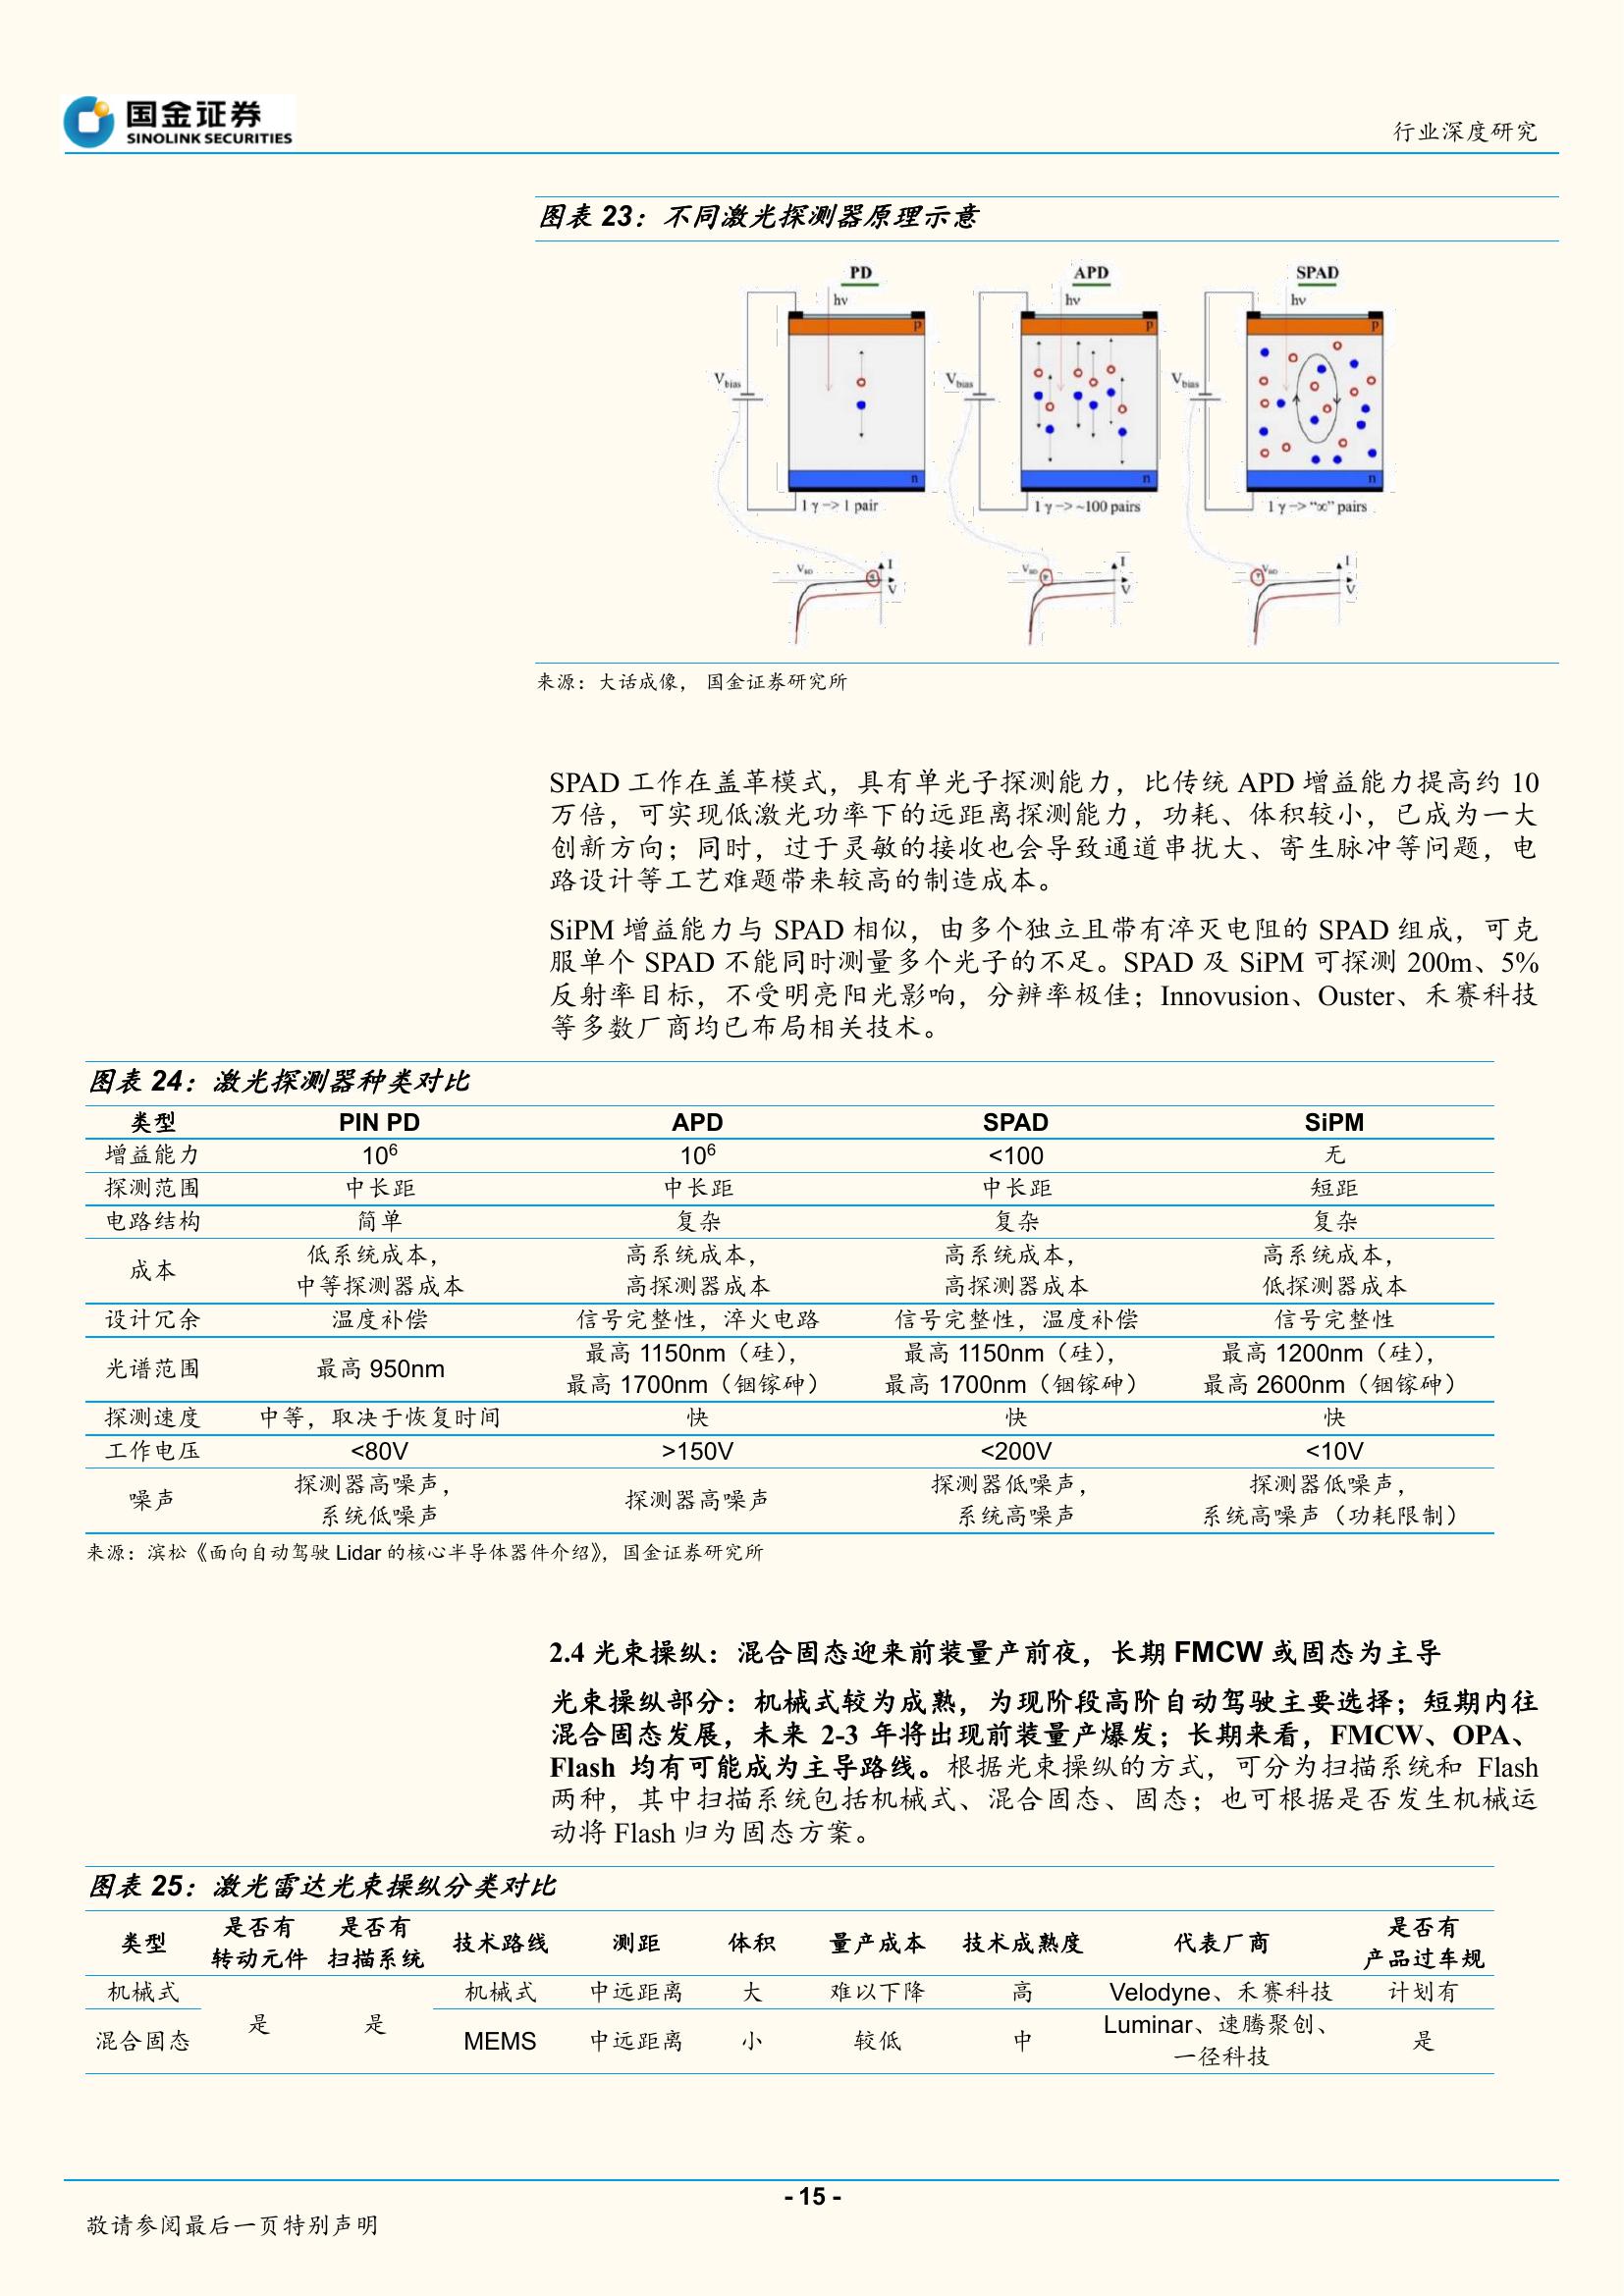 国金证券
SINOLINK SECURITIES
行业深度研究
图表 23：不同激光探测器原理示意
PD APD SPAD
hν hν hν
p p p
Vbias Vbias Vbias
n n n
1 γ -> 1 pair 1 γ -> ~100 pairs 1 γ -> “∞” pairs
I I I
V V V
来源：大话成像， 国金证券研究所
SPAD 工作在盖革模式，具有单光子探测能力，比传统 APD 增益能力提高约 10
万倍，可实现低激光功率下的远距离探测能力，功耗、体积较小，已成为一大
创新方向；同时，过于灵敏的接收也会导致通道串扰大、寄生脉冲等问题，电
路设计等工艺难题带来较高的制造成本。
SiPM 增益能力与 SPAD 相似，由多个独立且带有淬灭电阻的 SPAD 组成，可克
服单个 SPAD 不能同时测量多个光子的不足。SPAD 及 SiPM 可探测 200m、5%
反射率目标，不受明亮阳光影响，分辨率极佳；Innovusion、Ouster、禾赛科技
等多数厂商均已布局相关技术。
图表 24：激光探测器种类对比
类型 PIN PD APD SPAD SiPM
增益能力 10⁶ 10⁶ <100 无
探测范围 中长距 中长距 中长距 短距
电路结构 简单 复杂 复杂 复杂
成本 低系统成本， 高系统成本， 高系统成本， 高系统成本，
中等探测器成本 高探测器成本 高探测器成本 低探测器成本
设计冗余 温度补偿 信号完整性，淬火电路 信号完整性，温度补偿 信号完整性
光谱范围 最高 950nm 最高 1150nm（硅）， 最高 1150nm（硅）， 最高 1200nm（硅），
最高 1700nm（铟镓砷） 最高 1700nm（铟镓砷） 最高 2600nm（铟镓砷）
探测速度 中等，取决于恢复时间 快 快 快
工作电压 <80V >150V <200V <10V
噪声 探测器高噪声， 探测器高噪声 探测器低噪声， 探测器低噪声，
系统低噪声 系统高噪声 系统高噪声（功耗限制）
来源：滨松《面向自动驾驶 Lidar 的核心半导体器件介绍》，国金证券研究所
2.4 光束操纵：混合固态迎来前装量产前夜，长期 FMCW 或固态为主导
光束操纵部分：机械式较为成熟，为现阶段高阶自动驾驶主要选择；短期内往
混合固态发展，未来 2-3 年将出现前装量产爆发；长期来看，FMCW、OPA、
Flash 均有可能成为主导路线。根据光束操纵的方式，可分为扫描系统和 Flash
两种，其中扫描系统包括机械式、混合固态、固态；也可根据是否发生机械运
动将 Flash 归为固态方案。
图表 25：激光雷达光束操纵分类对比
类型 是否有 是否有 技术路线 测距 体积 量产成本 技术成熟度 代表厂商 是否有
转动元件 扫描系统 产品过车规
机械式 机械式 中远距离 大 难以下降 高 Velodyne、禾赛科技 计划有
是 是
混合固态 MEMS 中远距离 小 较低 中 Luminar、速腾聚创、 是
一径科技
- 15 -
敬请参阅最后一页特别声明